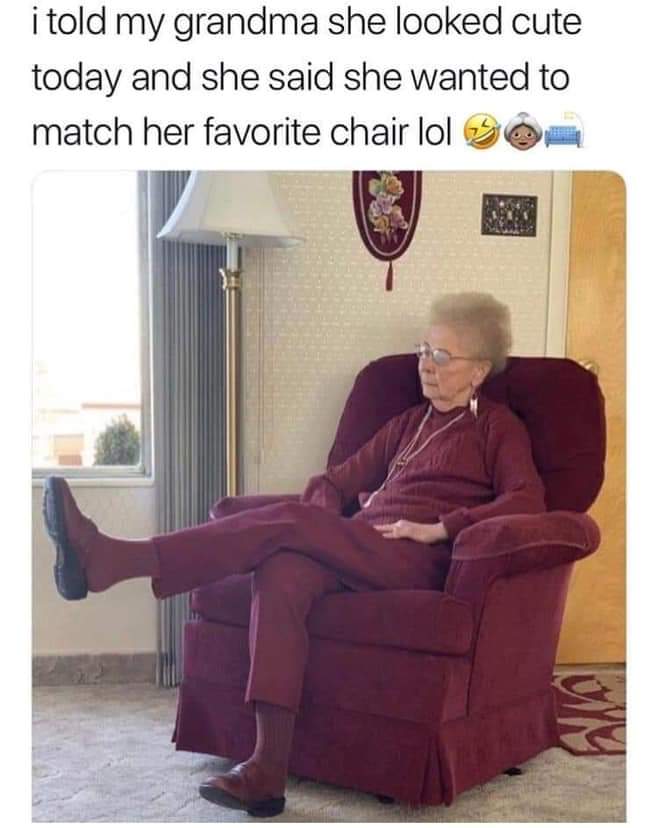 i told my grandma she looked cute
today and she said she wanted to
match her favorite chair lol 🤣👵🏽🛏️